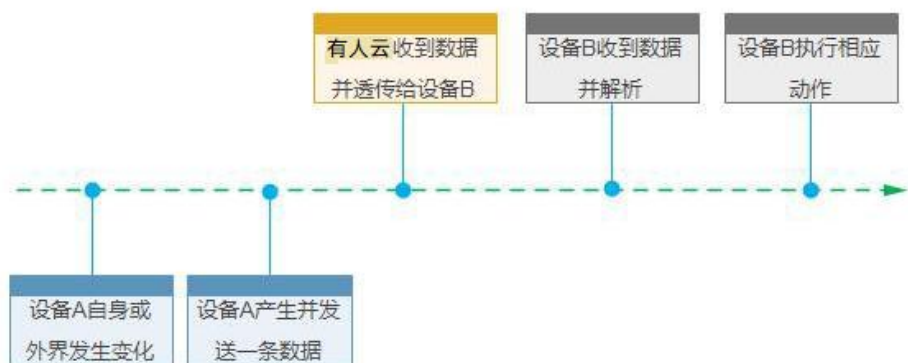 有人云收到数据
并透传给设备B
设备B收到数据
并解析
设备B执行相应
动作
设备A自身或
外界发生变化
设备A产生并发
送一条数据